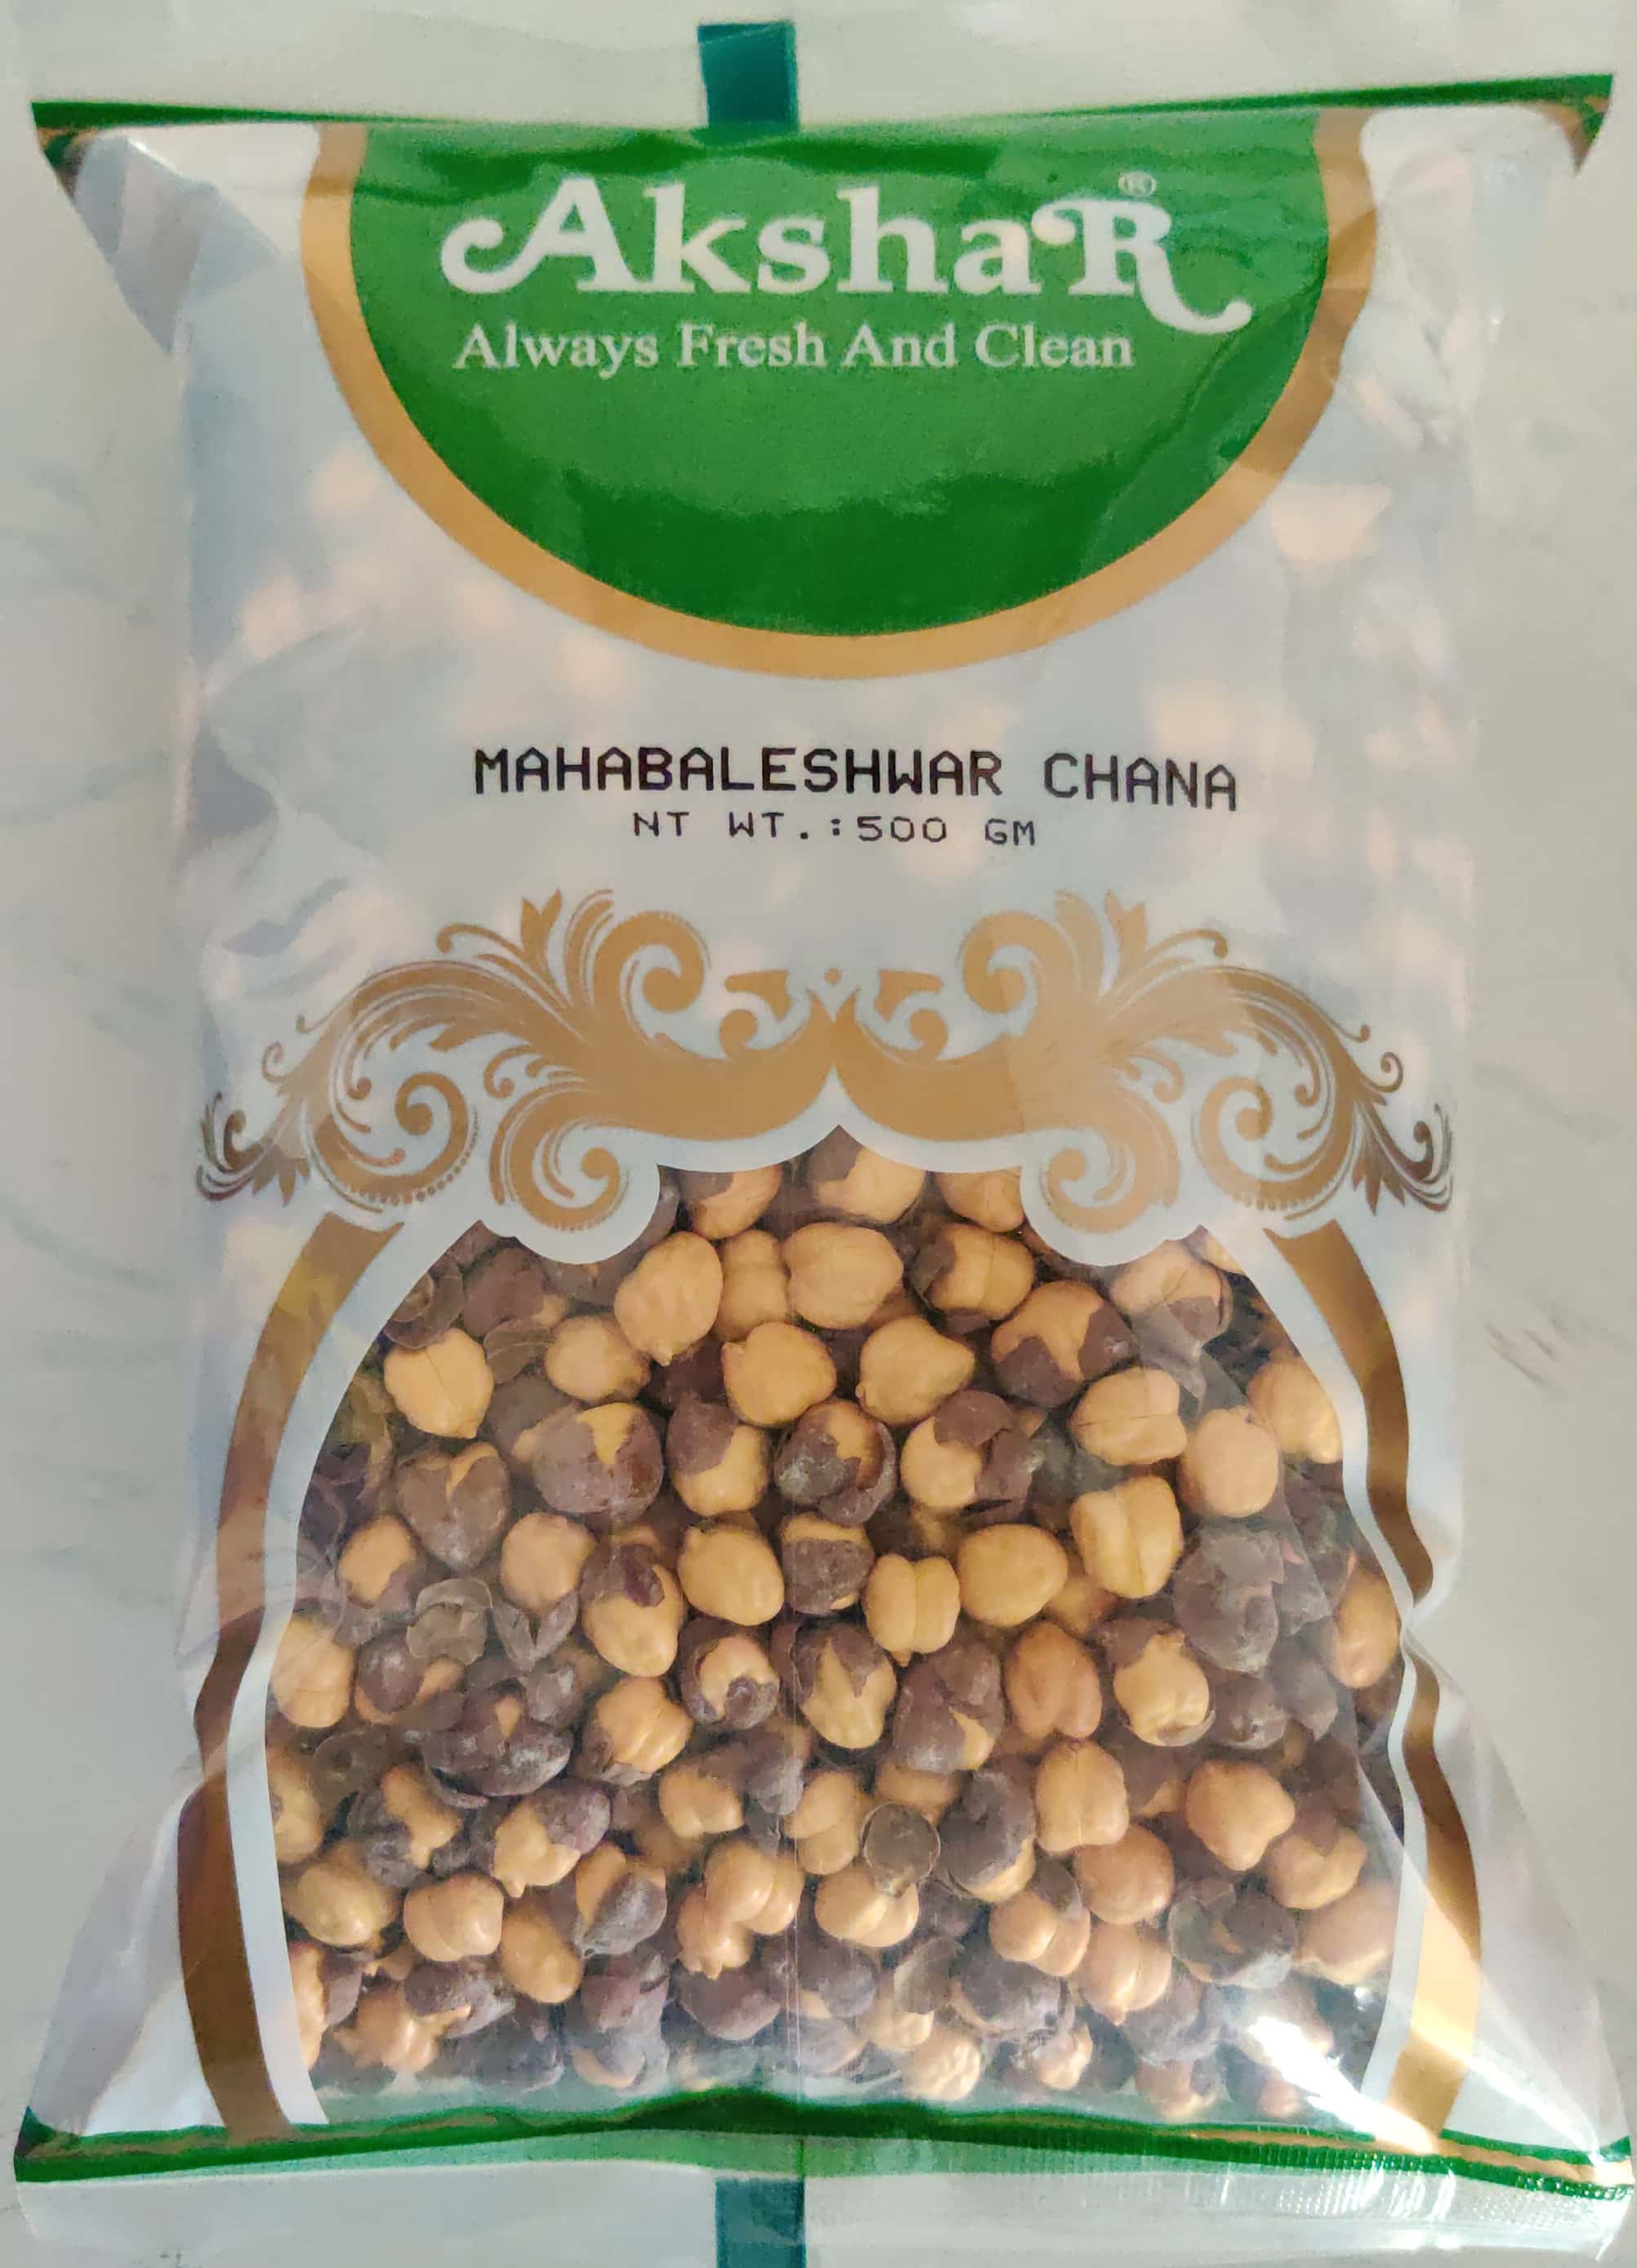 Akshar®
Always Fresh And Clean
MAHABALESHWAR CHANA
NT WT.:500 GM